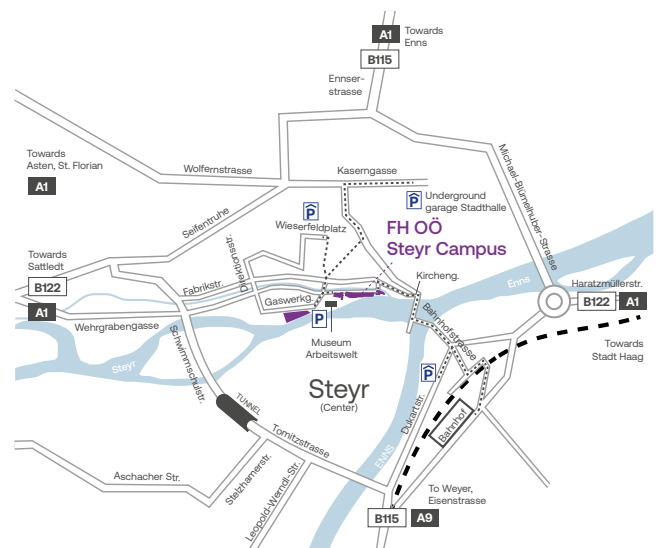 A1
Towards
Enns
B115
Ennser-
strasse
Towards
Asten, St. Florian
A1
Wolfernstrasse
Kaserngasse
Michael-Blümelhuber-Strasse
P
Underground
garage Stadthalle
P
Wieserfeldplatz
Seifentruhe
FH OÖ
Steyr Campus
Direktionsstr.
Towards
Sattledt
B122
A1
Fabrikstr.
Gaswerkg.
Kircheng.
Enns
Haratzmüllerstr.
B122
A1
Wehrgrabengasse
P
Museum
Arbeitswelt
Bahnhofstrasse
Towards
Stadt Haag
Steyr
Schwimmschulstr.
P
Steyr
(Center)
TUNNEL
Dukartstr.
Bahnhof
Tomitzstrasse
ENNS
Aschacher Str.
Stelzhamerstr.
Leopold-Werndl-Str.
To Weyer,
Eisenstrasse
B115
A9